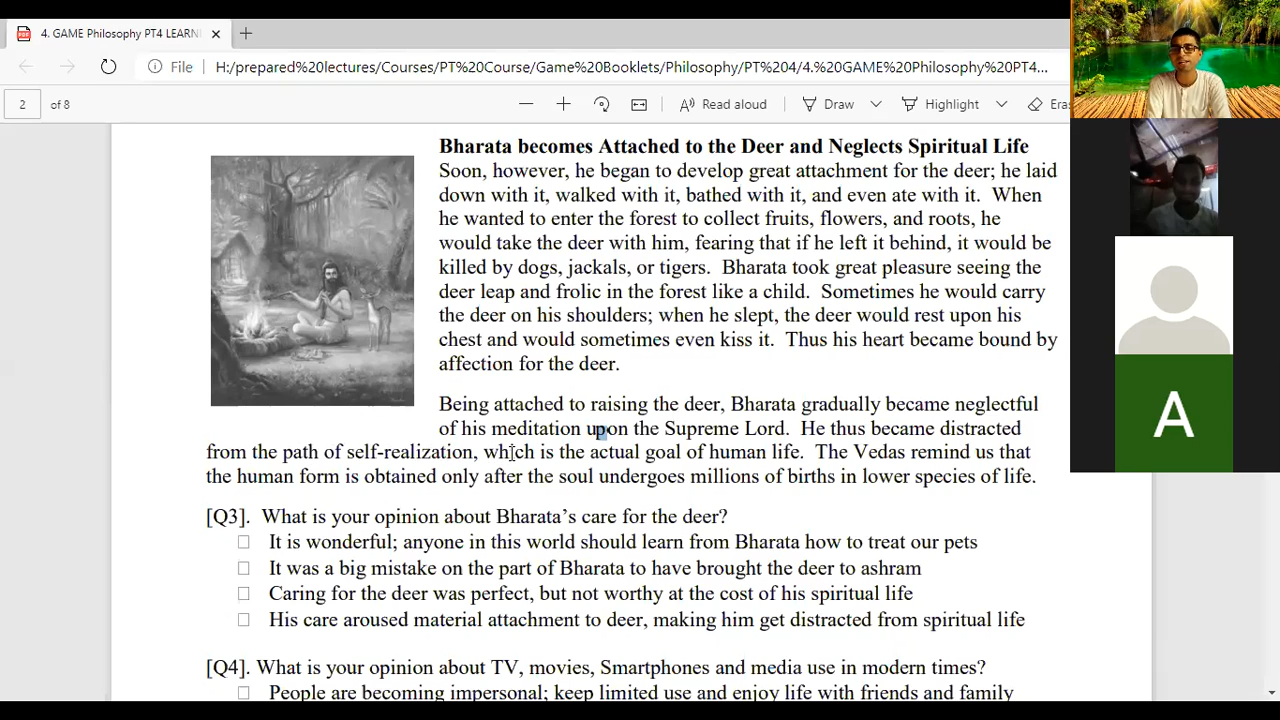 4. GAME Philosophy PT4 LEARNI
File
H:/prepared%20lectures/Courses/PT%20Course/Game%20Booklets/Philosophy/PT%204/4.%20GAME%20Philosophy%20PT4...
2 of 8
Read aloud
Draw
Highlight
Eras
Bharata becomes Attached to the Deer and Neglects Spiritual Life
Soon, however, he began to develop great attachment for the deer; he laid
down with it, walked with it, bathed with it, and even ate with it. When
he wanted to enter the forest to collect fruits, flowers, and roots, he
would take the deer with him, fearing that if he left it behind, it would be
killed by dogs, jackals, or tigers. Bharata took great pleasure seeing the
deer leap and frolic in the forest like a child. Sometimes he would carry
the deer on his shoulders; when he slept, the deer would rest upon his
chest and would sometimes even kiss it. Thus his heart became bound by
affection for the deer.
Being attached to raising the deer, Bharata gradually became neglectful
of his meditation upon the Supreme Lord. He thus became distracted
from the path of self-realization, which is the actual goal of human life. The Vedas remind us that
the human form is obtained only after the soul undergoes millions of births in lower species of life.
[Q3]. What is your opinion about Bharata's care for the deer?
It is wonderful; anyone in this world should learn from Bharata how to treat our pets
It was a big mistake on the part of Bharata to have brought the deer to ashram
Caring for the deer was perfect, but not worthy at the cost of his spiritual life
His care aroused material attachment to deer, making him get distracted from spiritual life
[Q4]. What is your opinion about TV, movies, Smartphones and media use in modern times?
People are becoming impersonal; keep limited use and enjoy life with friends and family
A